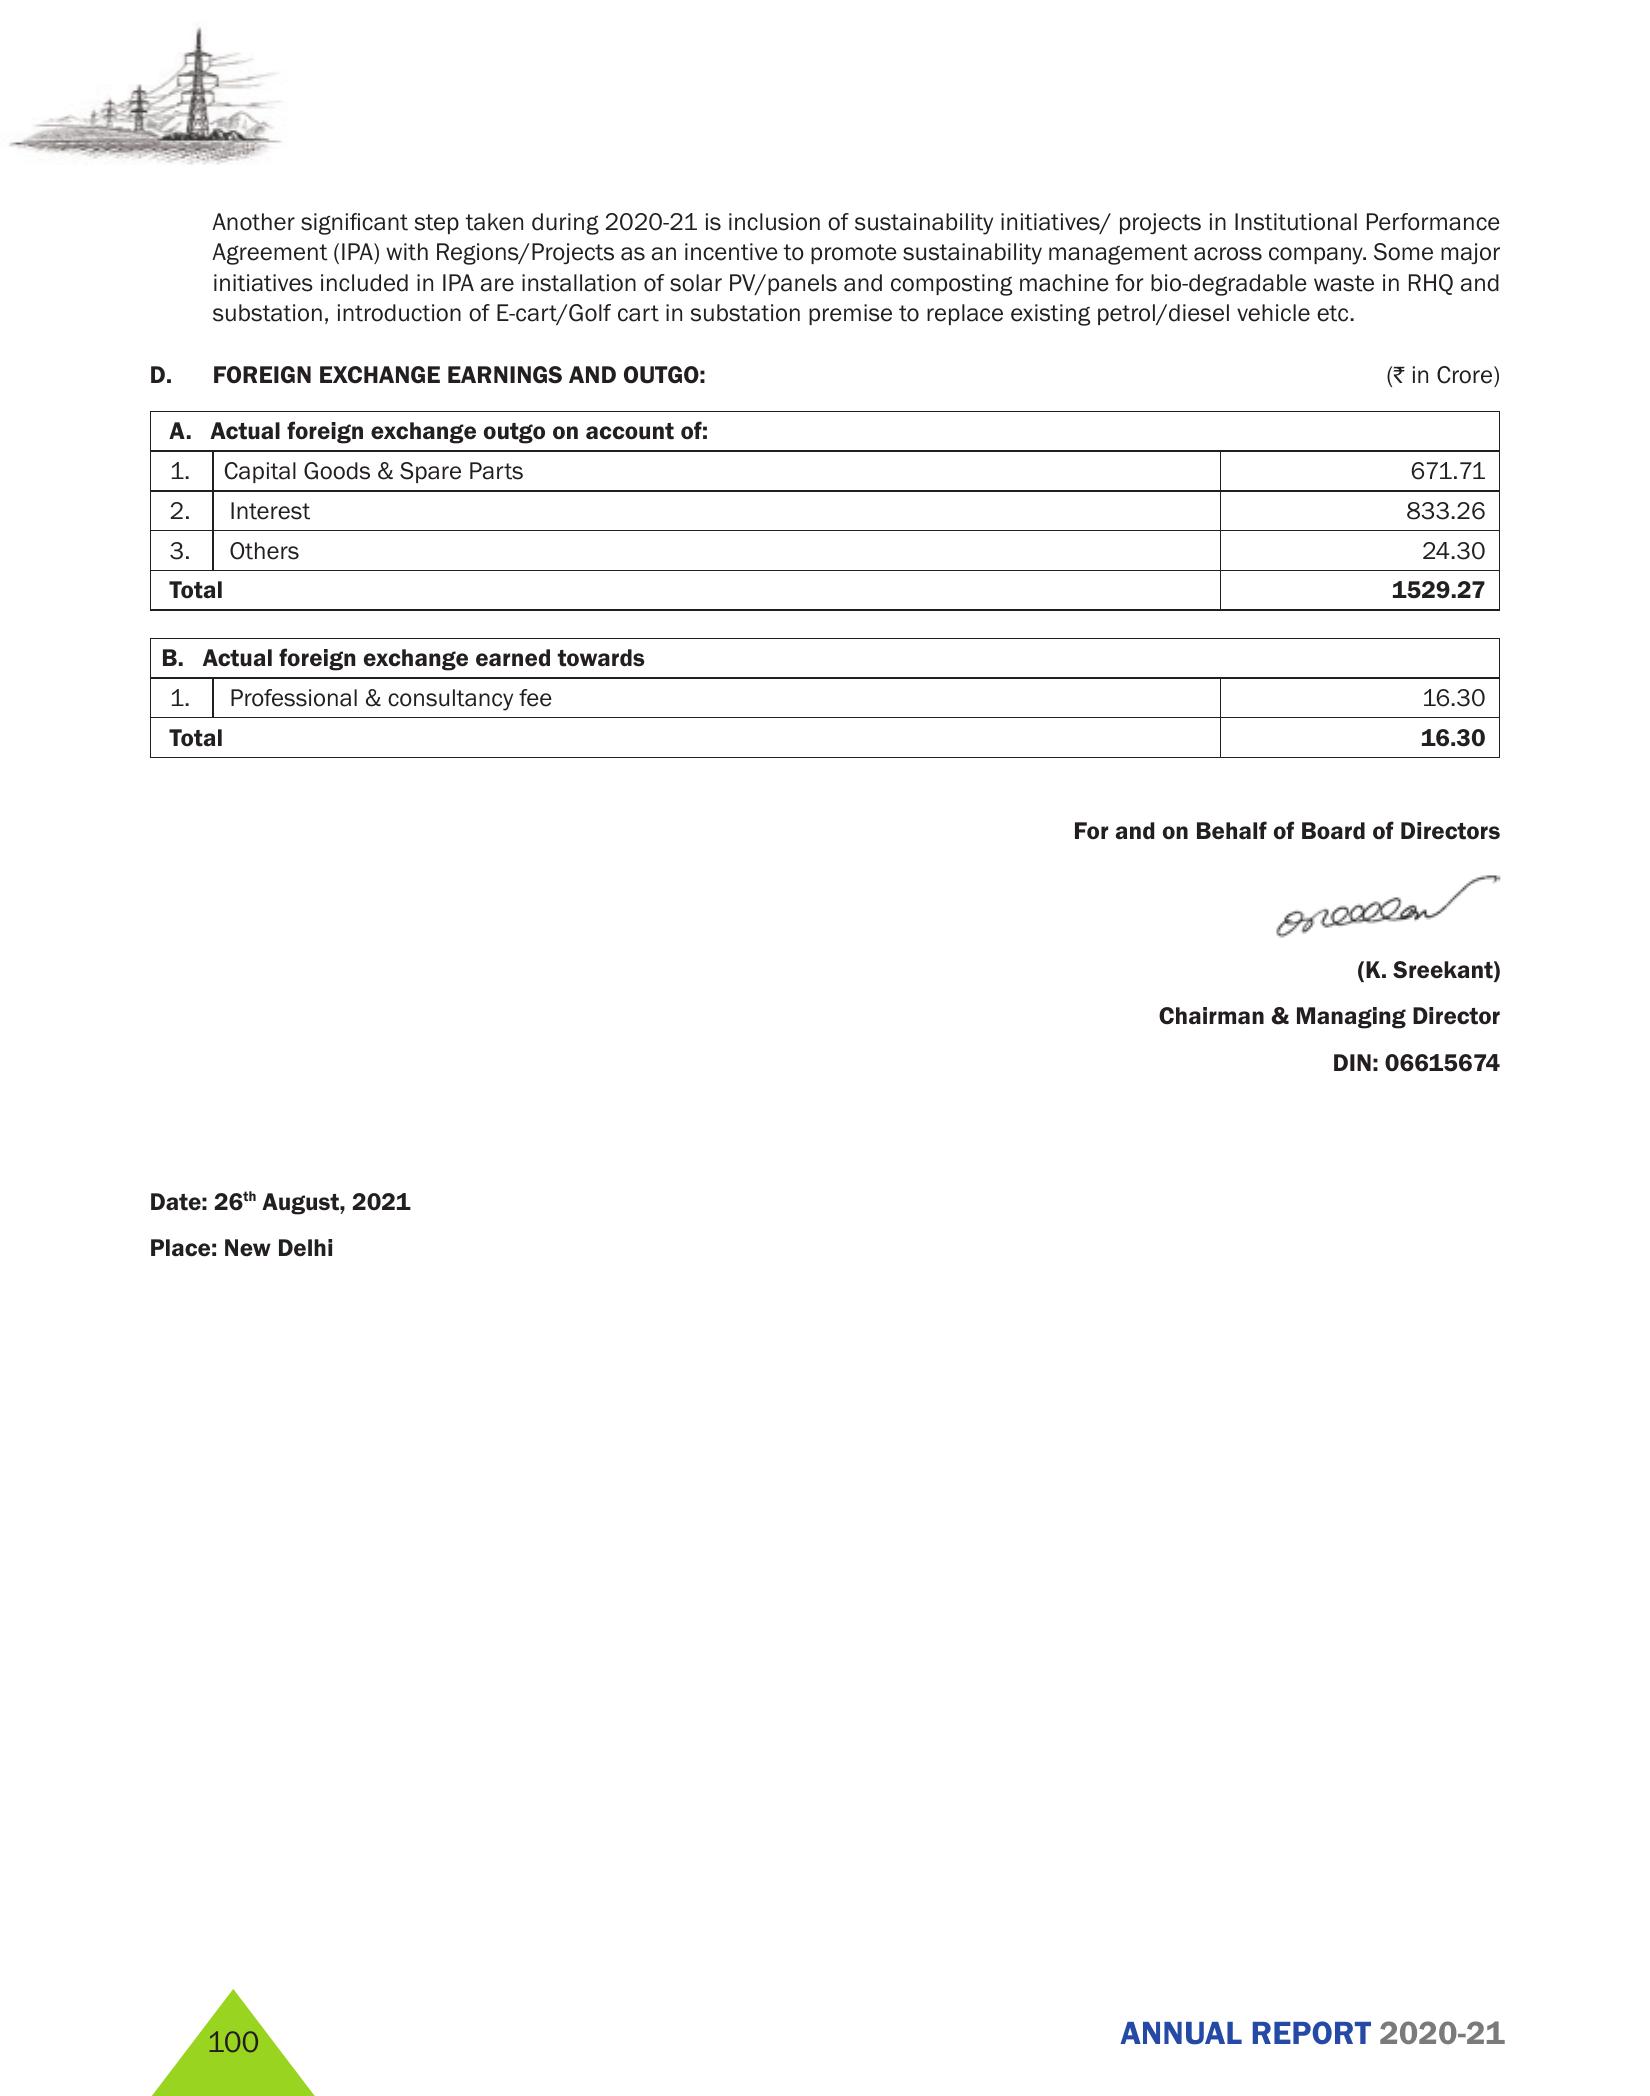 Another significant step taken during 2020-21 is inclusion of sustainability initiatives/ projects in Institutional Performance
Agreement (IPA) with Regions/Projects as an incentive to promote sustainability management across company. Some major
initiatives included in IPA are installation of solar PV/panels and composting machine for bio-degradable waste in RHQ and
substation, introduction of E-cart/Golf cart in substation premise to replace existing petrol/diesel vehicle etc.
D. FOREIGN EXCHANGE EARNINGS AND OUTGO: (₹ in Crore)
A. Actual foreign exchange outgo on account of:
1. Capital Goods & Spare Parts 671.71
2. Interest 833.26
3. Others 24.30
Total 1529.27
B. Actual foreign exchange earned towards
1. Professional & consultancy fee 16.30
Total 16.30
For and on Behalf of Board of Directors
(K. Sreekant)
Chairman & Managing Director
DIN: 06615674
Date: 26th August, 2021
Place: New Delhi
100
ANNUAL REPORT 2020-21